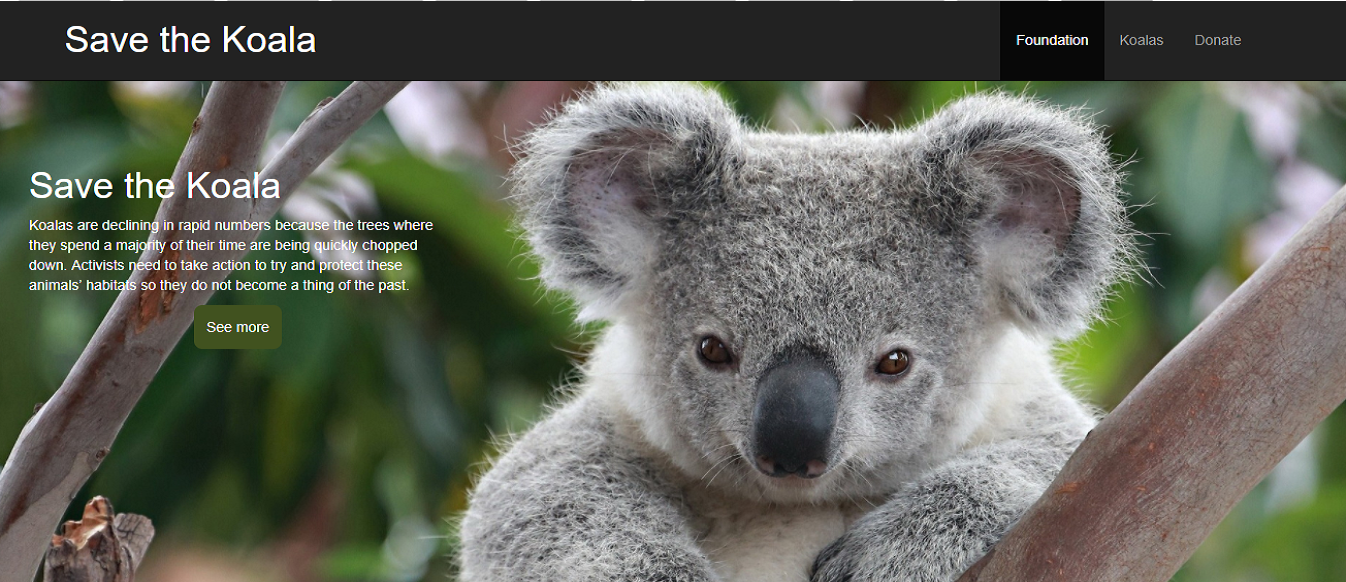 Save the Koala
Foundation Koalas Donate
Save the Koala
Koalas are declining in rapid numbers because the trees where
they spend a majority of their time are being quickly chopped
down. Activists need to take action to try and protect these
animals' habitats so they do not become a thing of the past.
See more